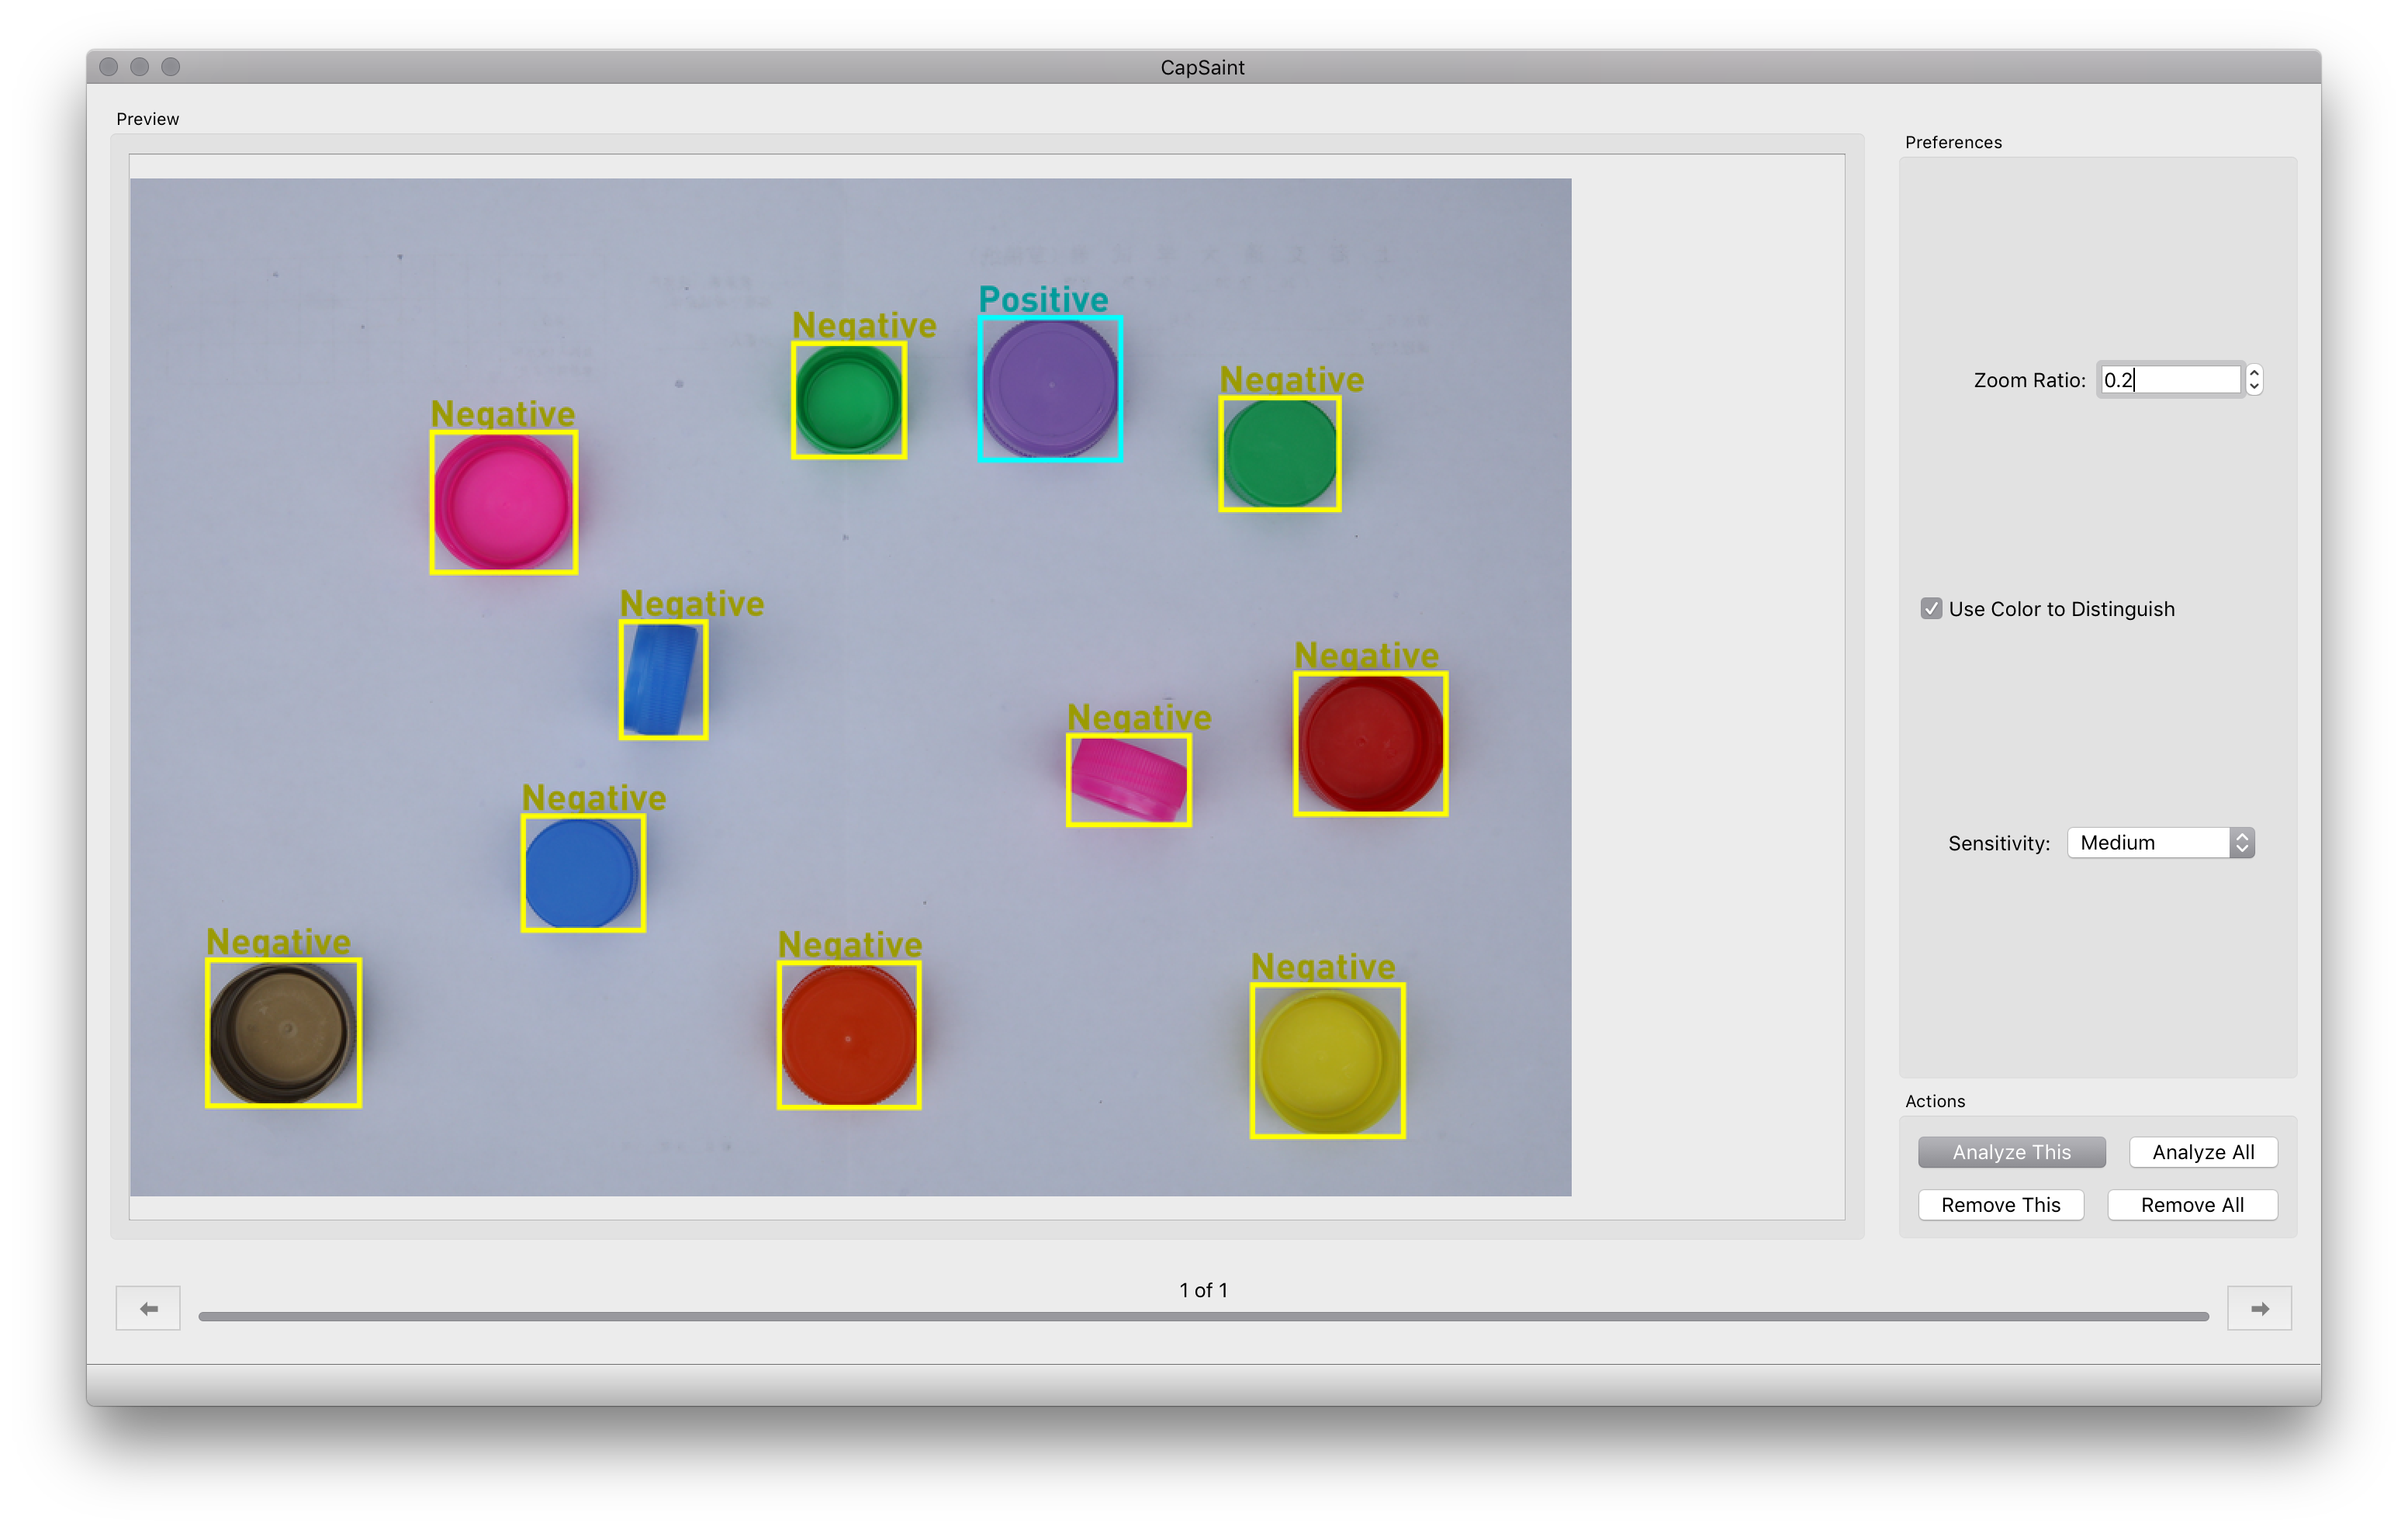 CapSaint
Preview
Preferences
Positive
Negative
Negative
Negative
Zoom Ratio: 0.2
Negative
Use Color to Distinguish
Negative
Negative
Negative
Sensitivity: Medium
Negative
Negative
Negative
Negative
Actions
Analyze This
Analyze All
Remove This
Remove All
1 of 1